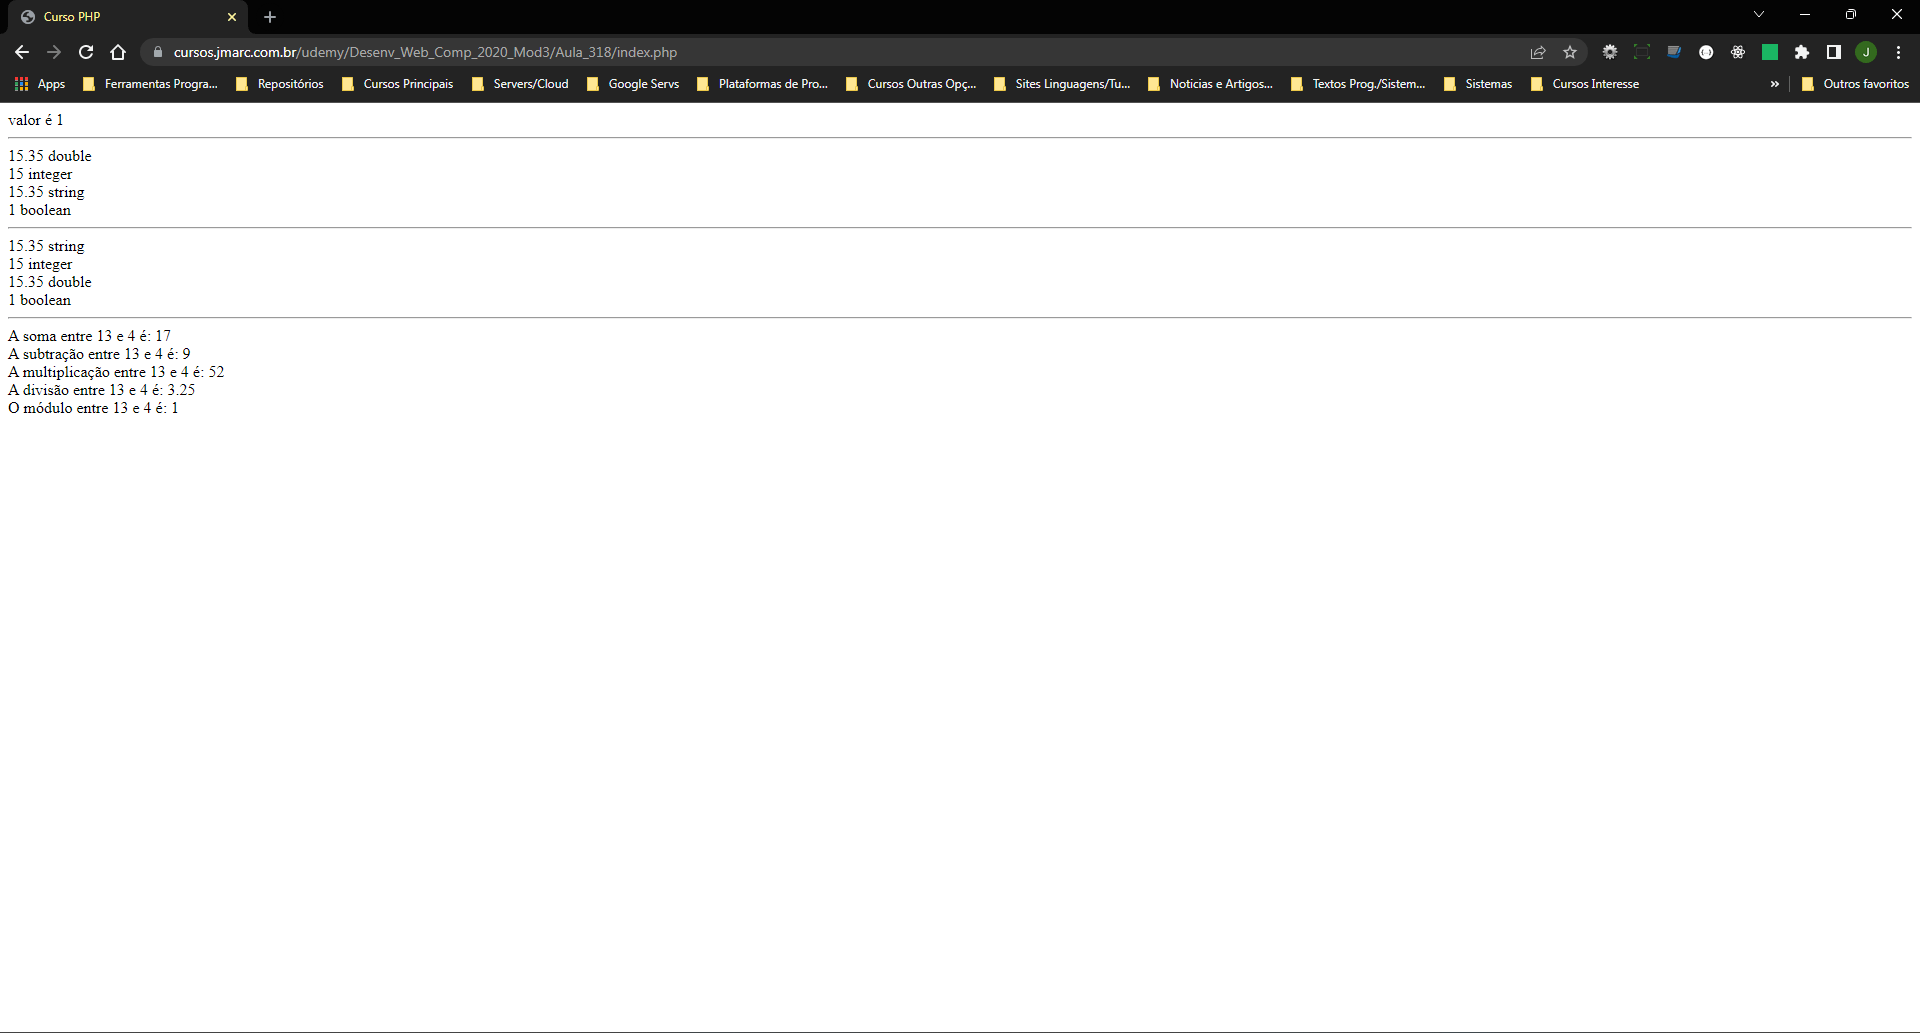 Curso PHP
cursos.jmarc.com.br/udemy/Desenv_Web_Comp_2020_Mod3/Aula_318/index.php
J
Apps Ferramentas Progra... Repositórios Cursos Principais Servers/Cloud Google Servs Plataformas de Pro... Cursos Outras Opç... Sites Linguagens/Tu... Noticias e Artigos... Textos Prog./Sistem... Sistemas Cursos Interesse » Outros favoritos
valor é 1
15.35 double
15 integer
15.35 string
1 boolean
15.35 string
15 integer
15.35 double
1 boolean
A soma entre 13 e 4 é: 17
A subtração entre 13 e 4 é: 9
A multiplicação entre 13 e 4 é: 52
A divisão entre 13 e 4 é: 3.25
O módulo entre 13 e 4 é: 1